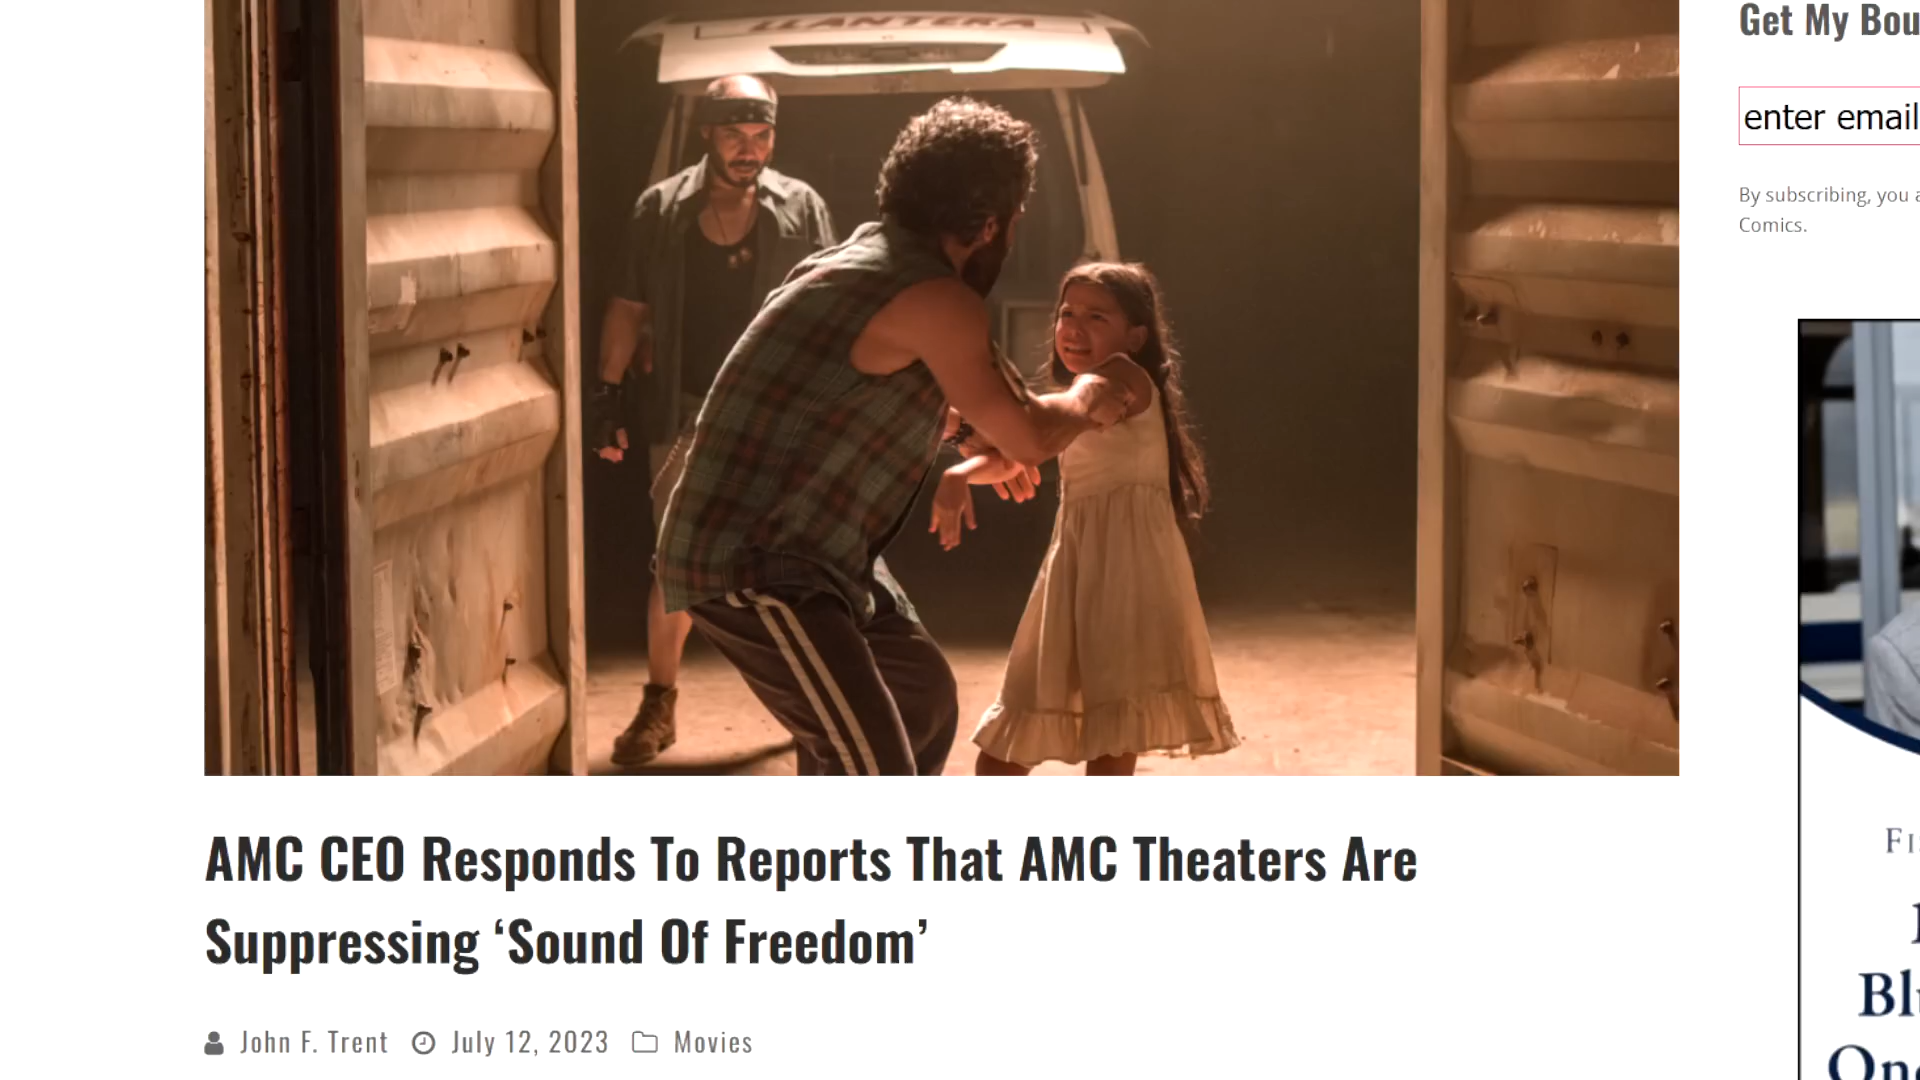 LLANTERA
Get My Bou
enter email
By subscribing, you a
Comics.
AMC CEO Responds To Reports That AMC Theaters Are
Suppressing ‘Sound Of Freedom’
John F. Trent July 12, 2023 Movies